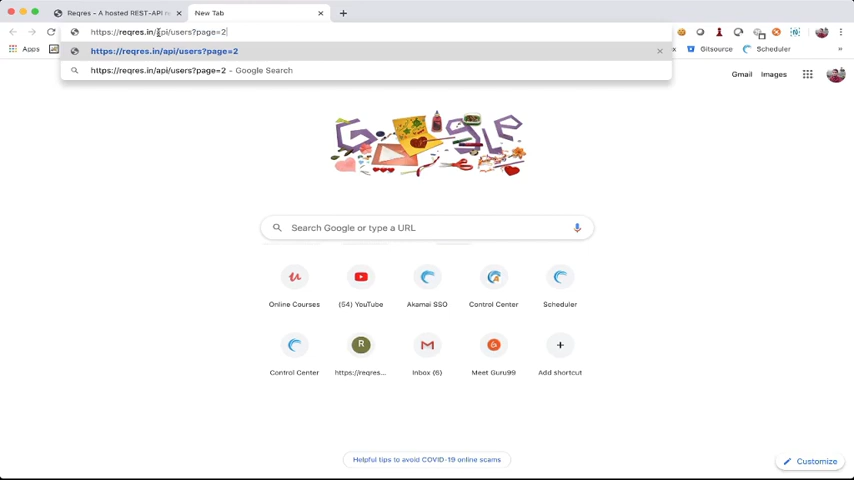 Reqres - A hosted REST-API r
New Tab
https://reqres.in/api/users?page=2
https://reqres.in/api/users?page=2
https://reqres.in/api/users?page=2 - Google Search
Apps
Gitsource
Scheduler
Gmail
Images
Google
Search Google or type a URL
Online Courses
(54) YouTube
Akamai SSO
Control Center
Scheduler
R
Control Center
https://reqres...
Inbox (6)
Meet Guru99
Add shortcut
Helpful tips to avoid COVID-19 online scams
Customize